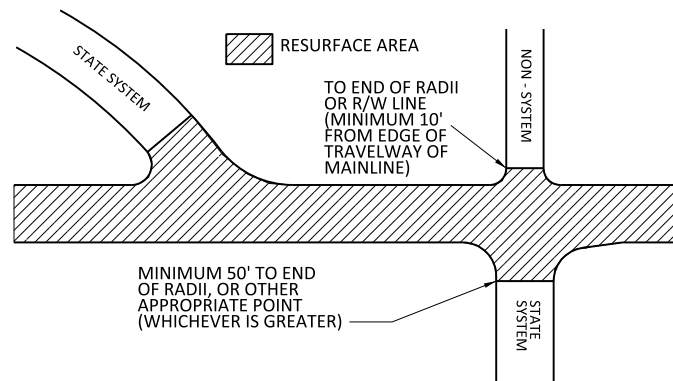 STATE SYSTEM
RESURFACE AREA
TO END OF RADII
OR R/W LINE
(MINIMUM 10'
FROM EDGE OF
TRAVELWAY OF
MAINLINE)
NON - SYSTEM
MINIMUM 50' TO END
OF RADII, OR OTHER
APPROPRIATE POINT
(WHICHEVER IS GREATER)
STATE
SYSTEM